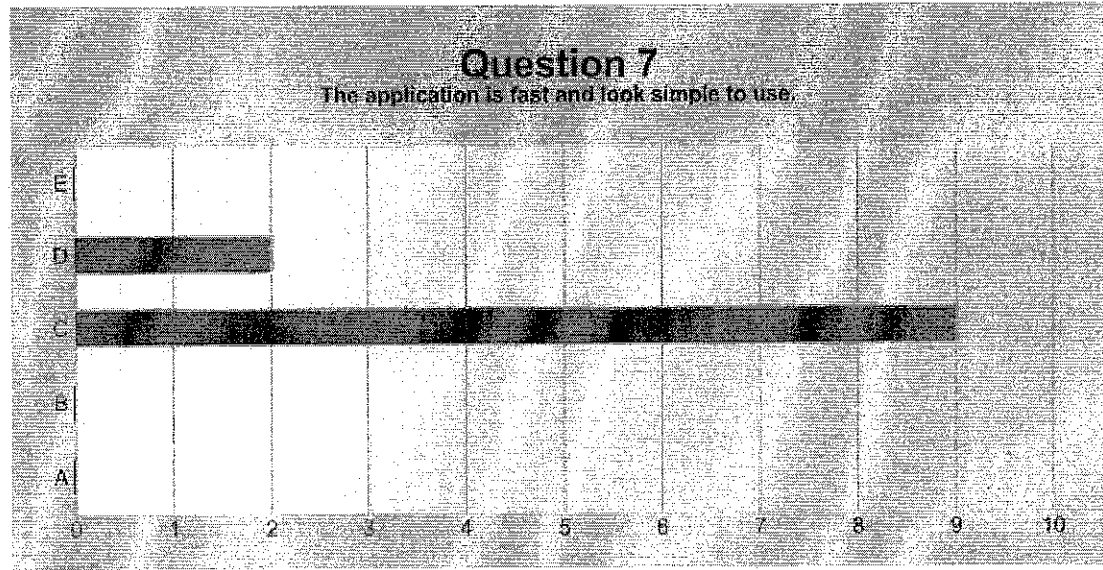 Question 7
The application is fast and look simple to use.
E
D
C
B
A
0 1 2 3 4 5 6 7 8 9 10